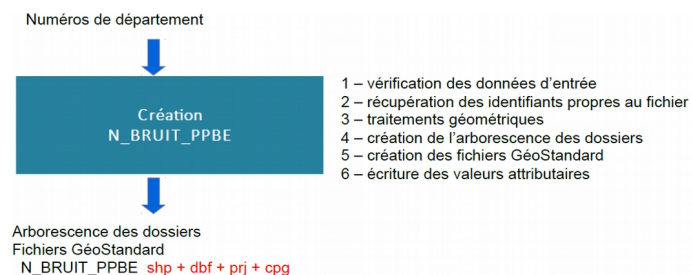 Numéros de département
Création
N_BRUIT_PPBE
1 – vérification des données d'entrée
2 – récupération des identifiants propres au fichier
3 – traitements géométriques
4 – création de l'arborescence des dossiers
5 – création des fichiers GéoStandard
6 – écriture des valeurs attributaires
Arborescence des dossiers
Fichiers GéoStandard
N_BRUIT_PPBE shp + dbf + prj + cpg